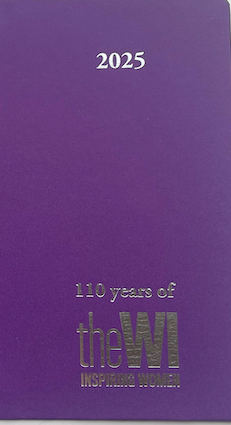 2025
110 years of
theWI
INSPIRING WOMEN